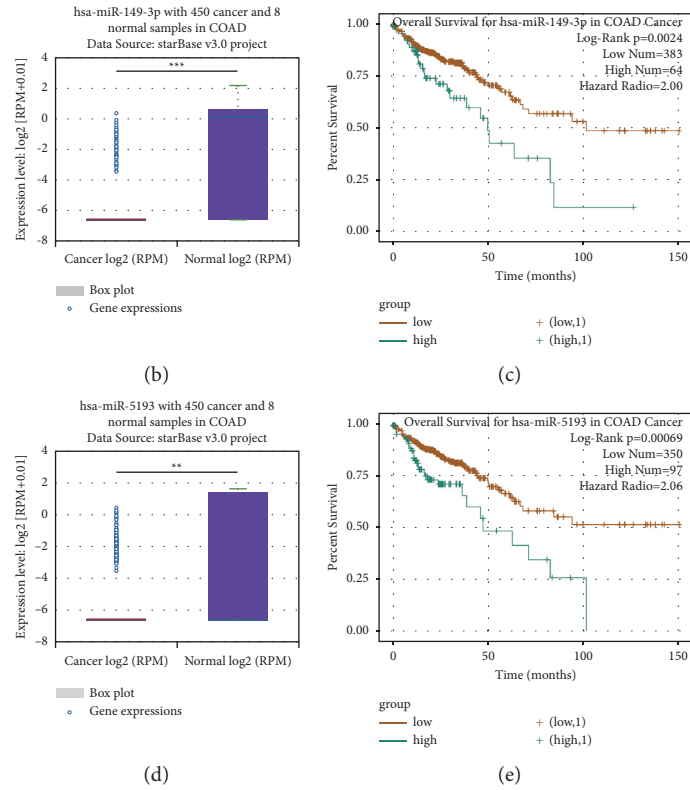 hsa-miR-149-3p with 450 cancer and 8
normal samples in COAD
Data Source: starBase v3.0 project
Expression level: log2 [RPM+0.01]
4
2
0
−2
−4
−6
−8
***
Cancer log2 (RPM)
Normal log2 (RPM)
Box plot
Gene expressions
(b)
Overall Survival for hsa-miR-149-3p in COAD Cancer
Log-Rank p=0.0024
Low Num=383
High Num=64
Hazard Radio=2.00
Percent Survival
1.00
0.75
0.50
0.25
0.00
0
50
100
150
Time (months)
group
low
(low,1)
high
(high,1)
(c)
hsa-miR-5193 with 450 cancer and 8
normal samples in COAD
Data Source: starBase v3.0 project
Expression level: log2 [RPM+0.01]
4
2
0
−2
−4
−6
−8
**
Cancer log2 (RPM)
Normal log2 (RPM)
Box plot
Gene expressions
(d)
Overall Survival for hsa-miR-5193 in COAD Cancer
Log-Rank p=0.00069
Low Num=350
High Num=97
Hazard Radio=2.06
Percent Survival
1.00
0.75
0.50
0.25
0.00
0
50
100
150
Time (months)
group
low
(low,1)
high
(high,1)
(e)